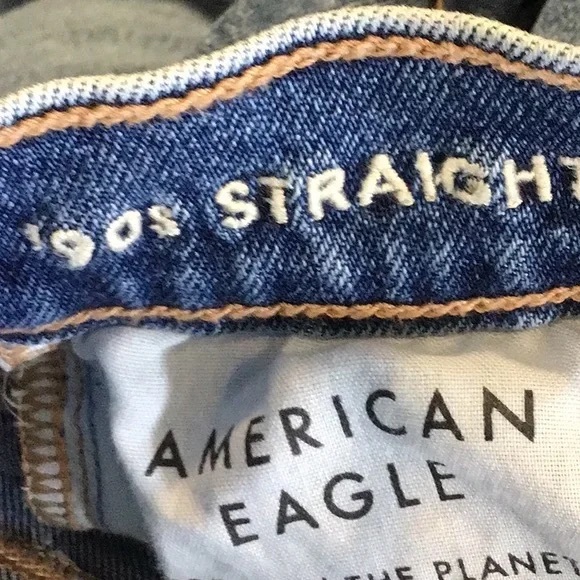 '90s STRAIGHT
AMERICAN
EAGLE
THE PLANET